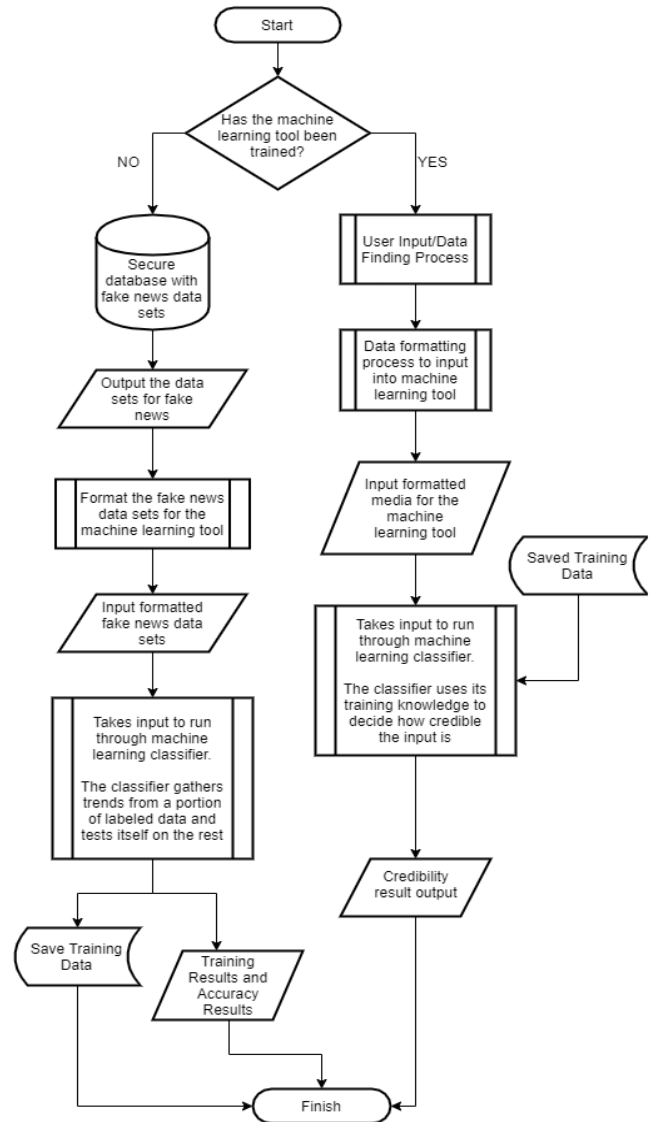 Start
Has the machine
learning tool been
trained?
NO
YES
Secure
database with
fake news data
sets
Output the data
sets for fake
news
Format the fake news
data sets for the
machine learning tool
Input formatted
fake news data
sets
Takes input to run
through machine
learning classifier.
The classifier gathers
trends from a portion
of labeled data and
tests itself on the rest
Save Training
Data
Training
Results and
Accuracy
Results
User Input/Data
Finding Process
Data formatting
process to input
into machine
learning tool
Input formatted
media for the
machine
learning tool
Saved Training
Data
Takes input to run
through machine
learning classifier.
The classifier uses its
training knowledge to
decide how credible
the input is
Credibility
result output
Finish